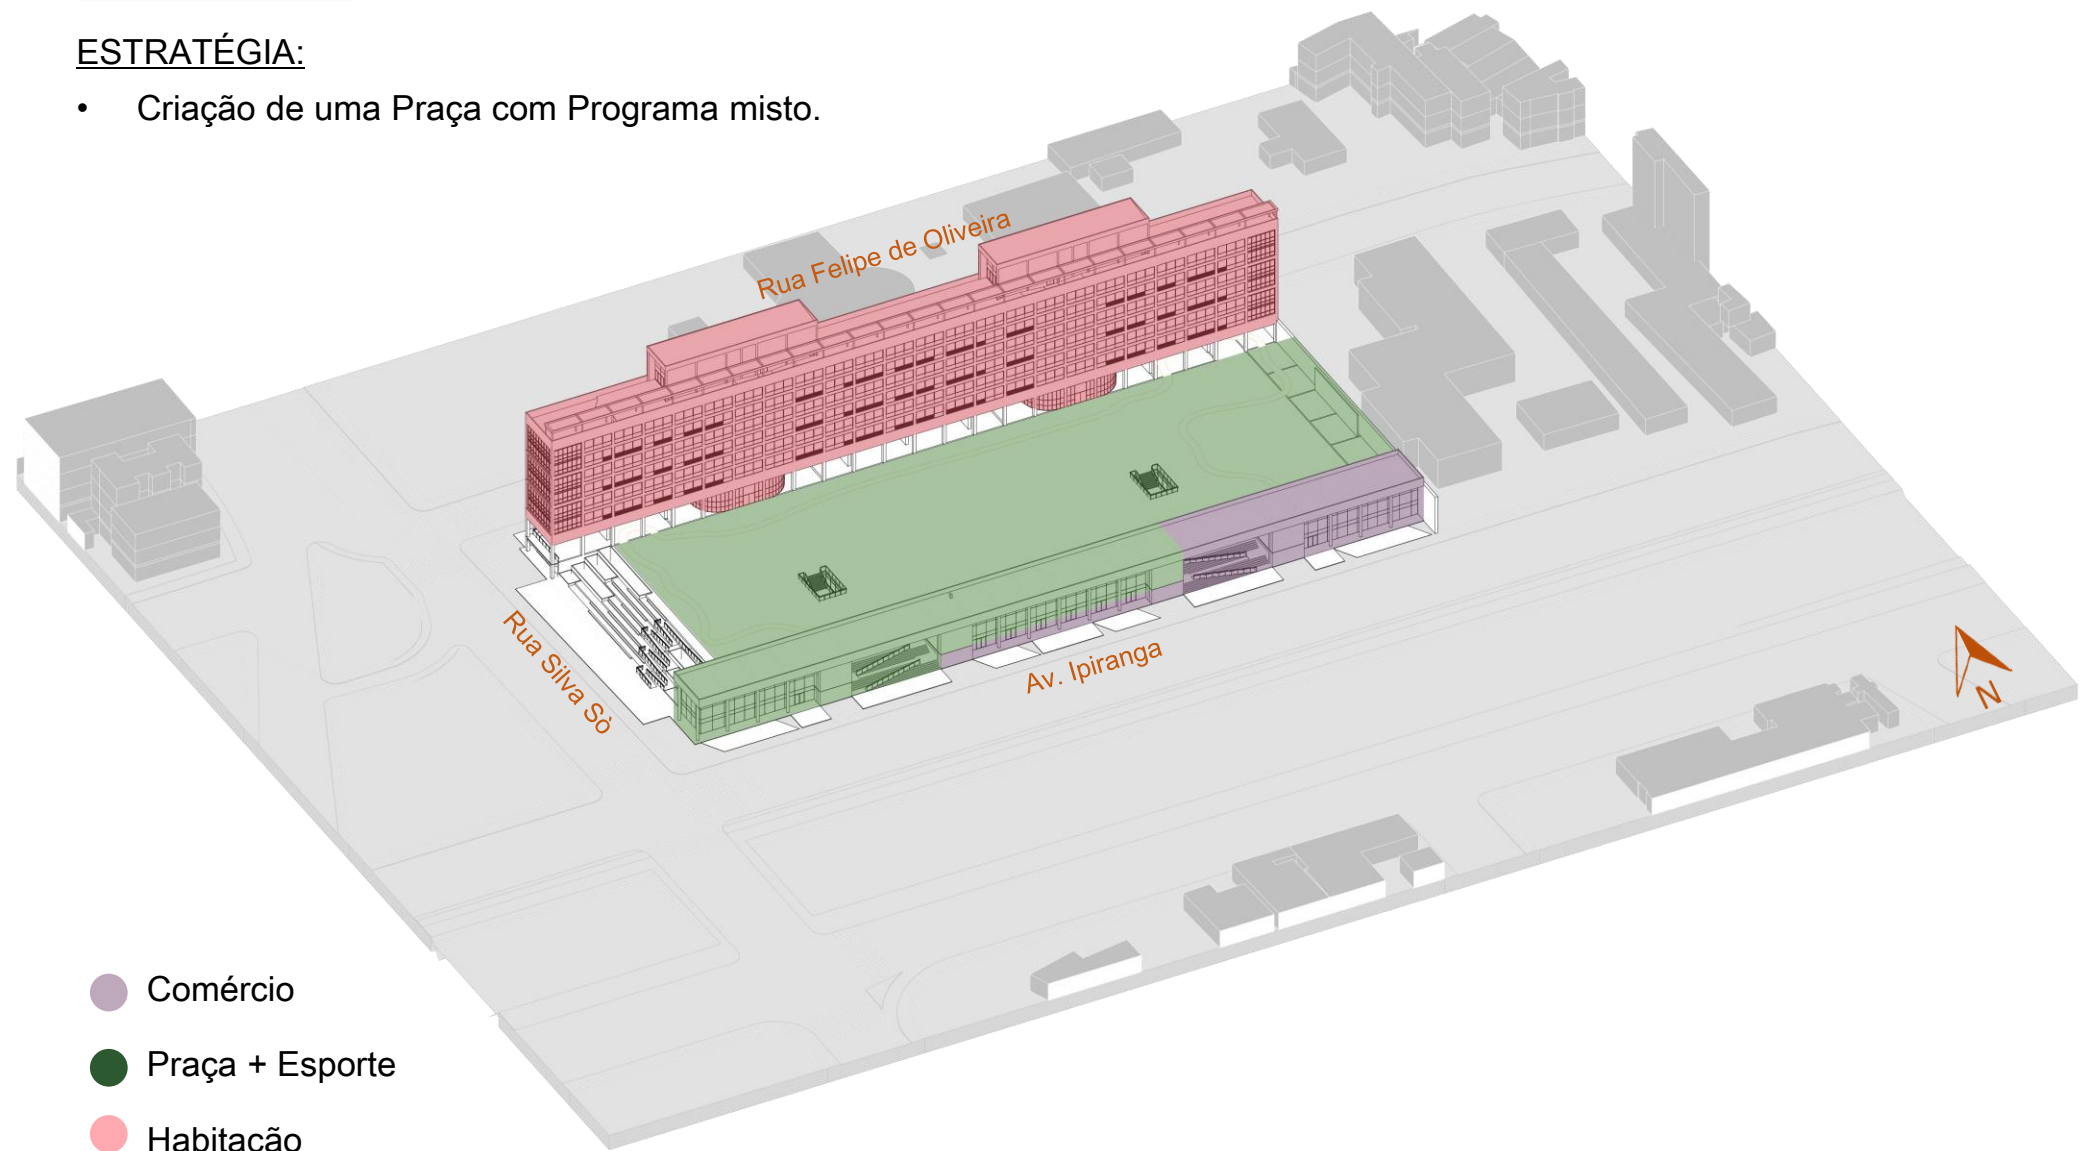 ESTRATÉGIA:
• Criação de uma Praça com Programa misto.
Rua Felipe de Oliveira
Rua Silva Sò
Av. Ipiranga
N
Comércio
Praça + Esporte
Habitação